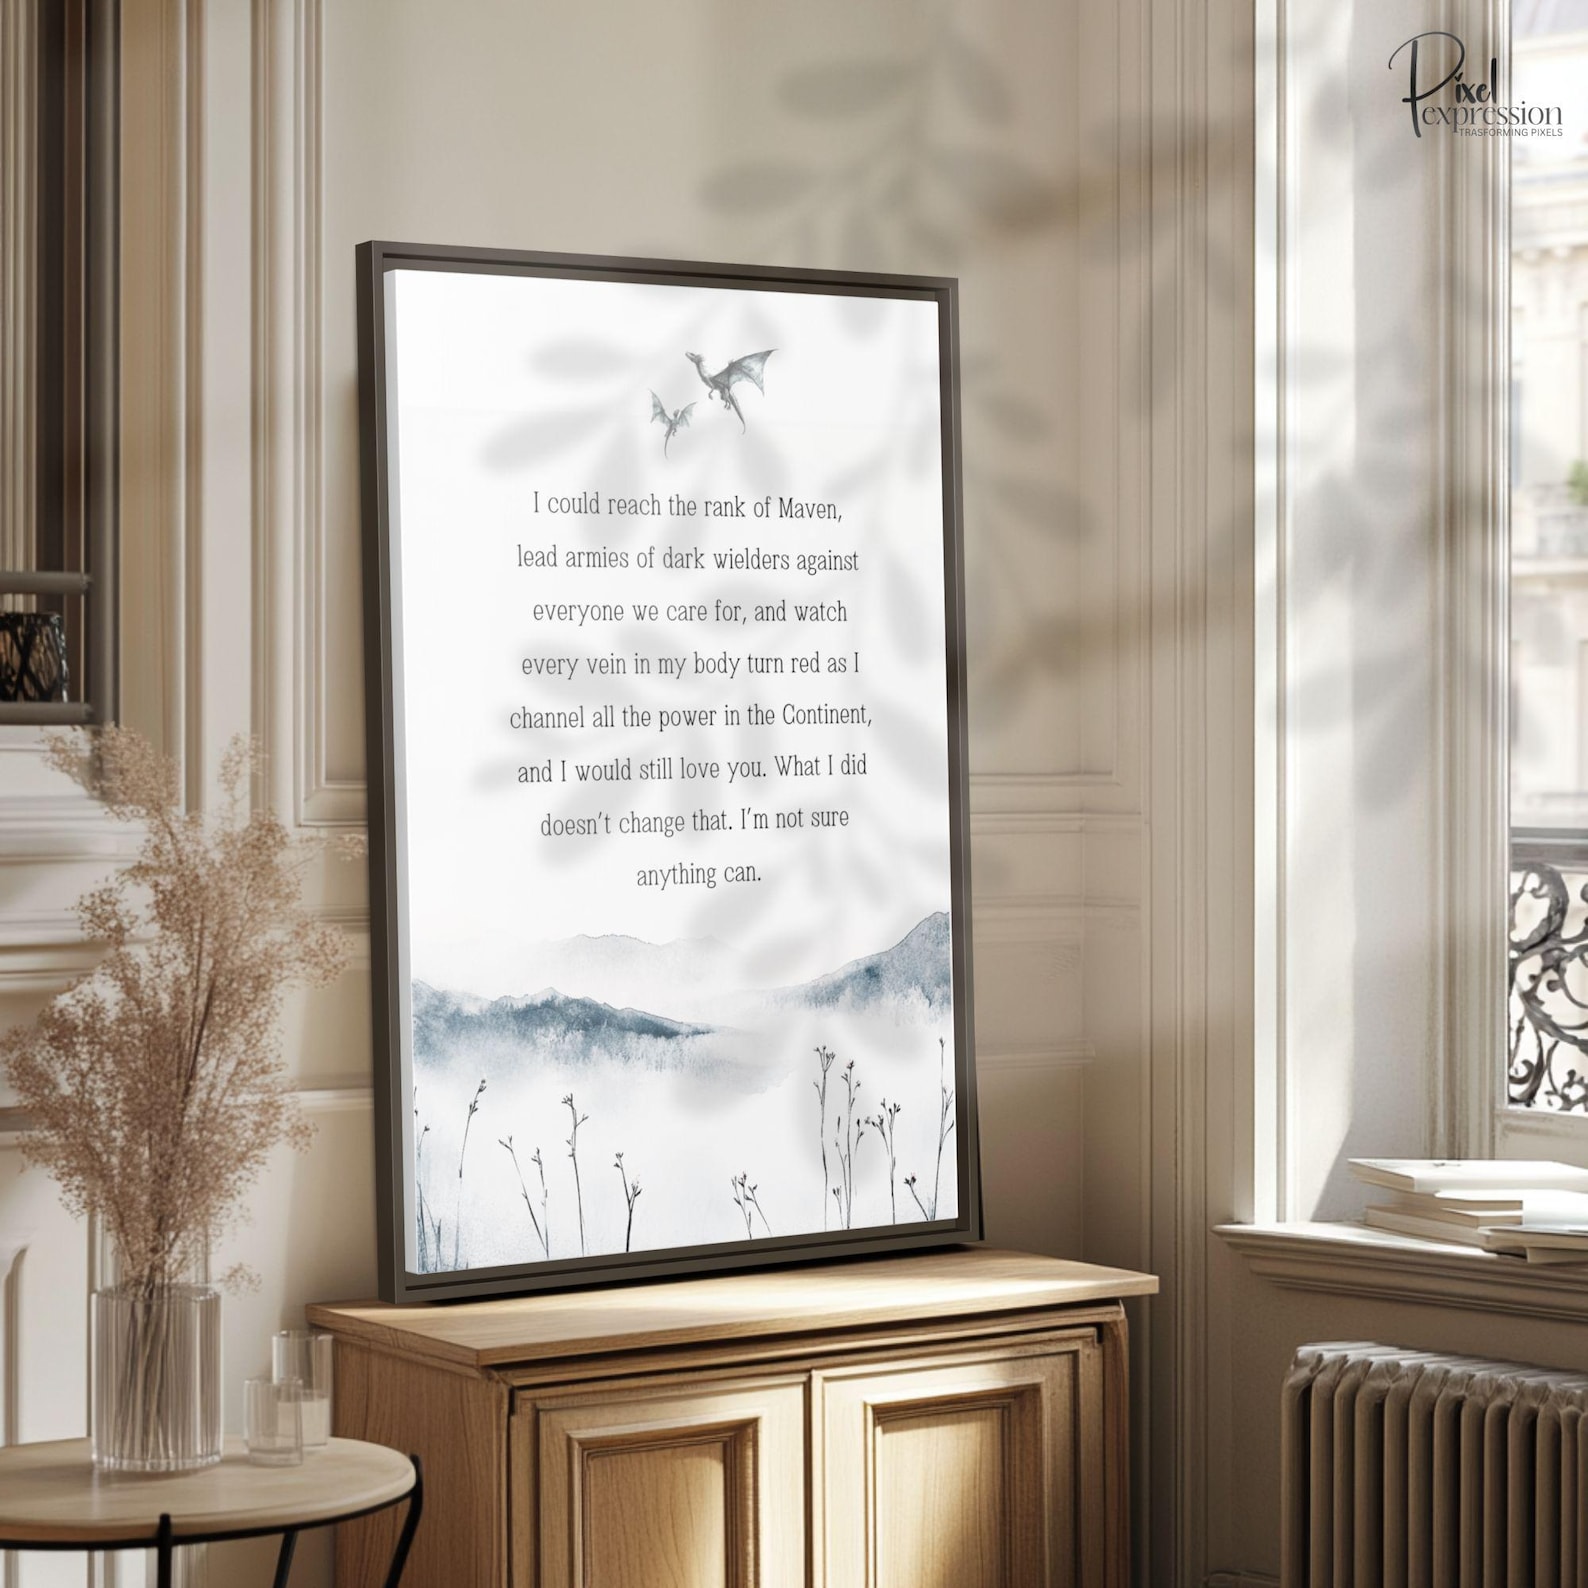 Pixel
expression
TRASFORMING PIXELS
I could reach the rank of Maven,
lead armies of dark wielders against
everyone we care for, and watch
every vein in my body turn red as I
channel all the power in the Continent,
and I would still love you. What I did
doesn't change that. I'm not sure
anything can.